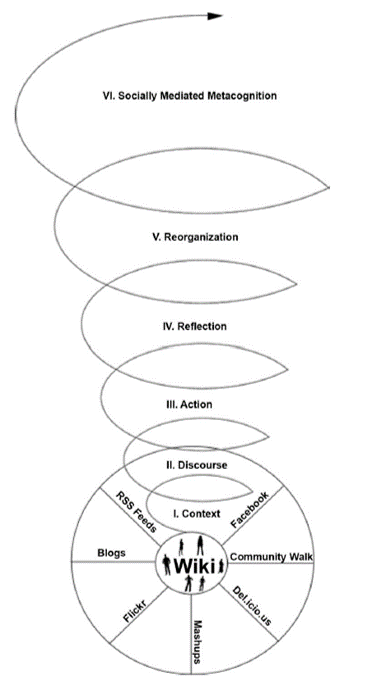 VI. Socially Mediated Metacognition
V. Reorganization
IV. Reflection
III. Action
II. Discourse
I. Context
RSS Feeds
Facebook
Blogs
Wiki
Community Walk
Flickr
Mashups
Del.icio.us